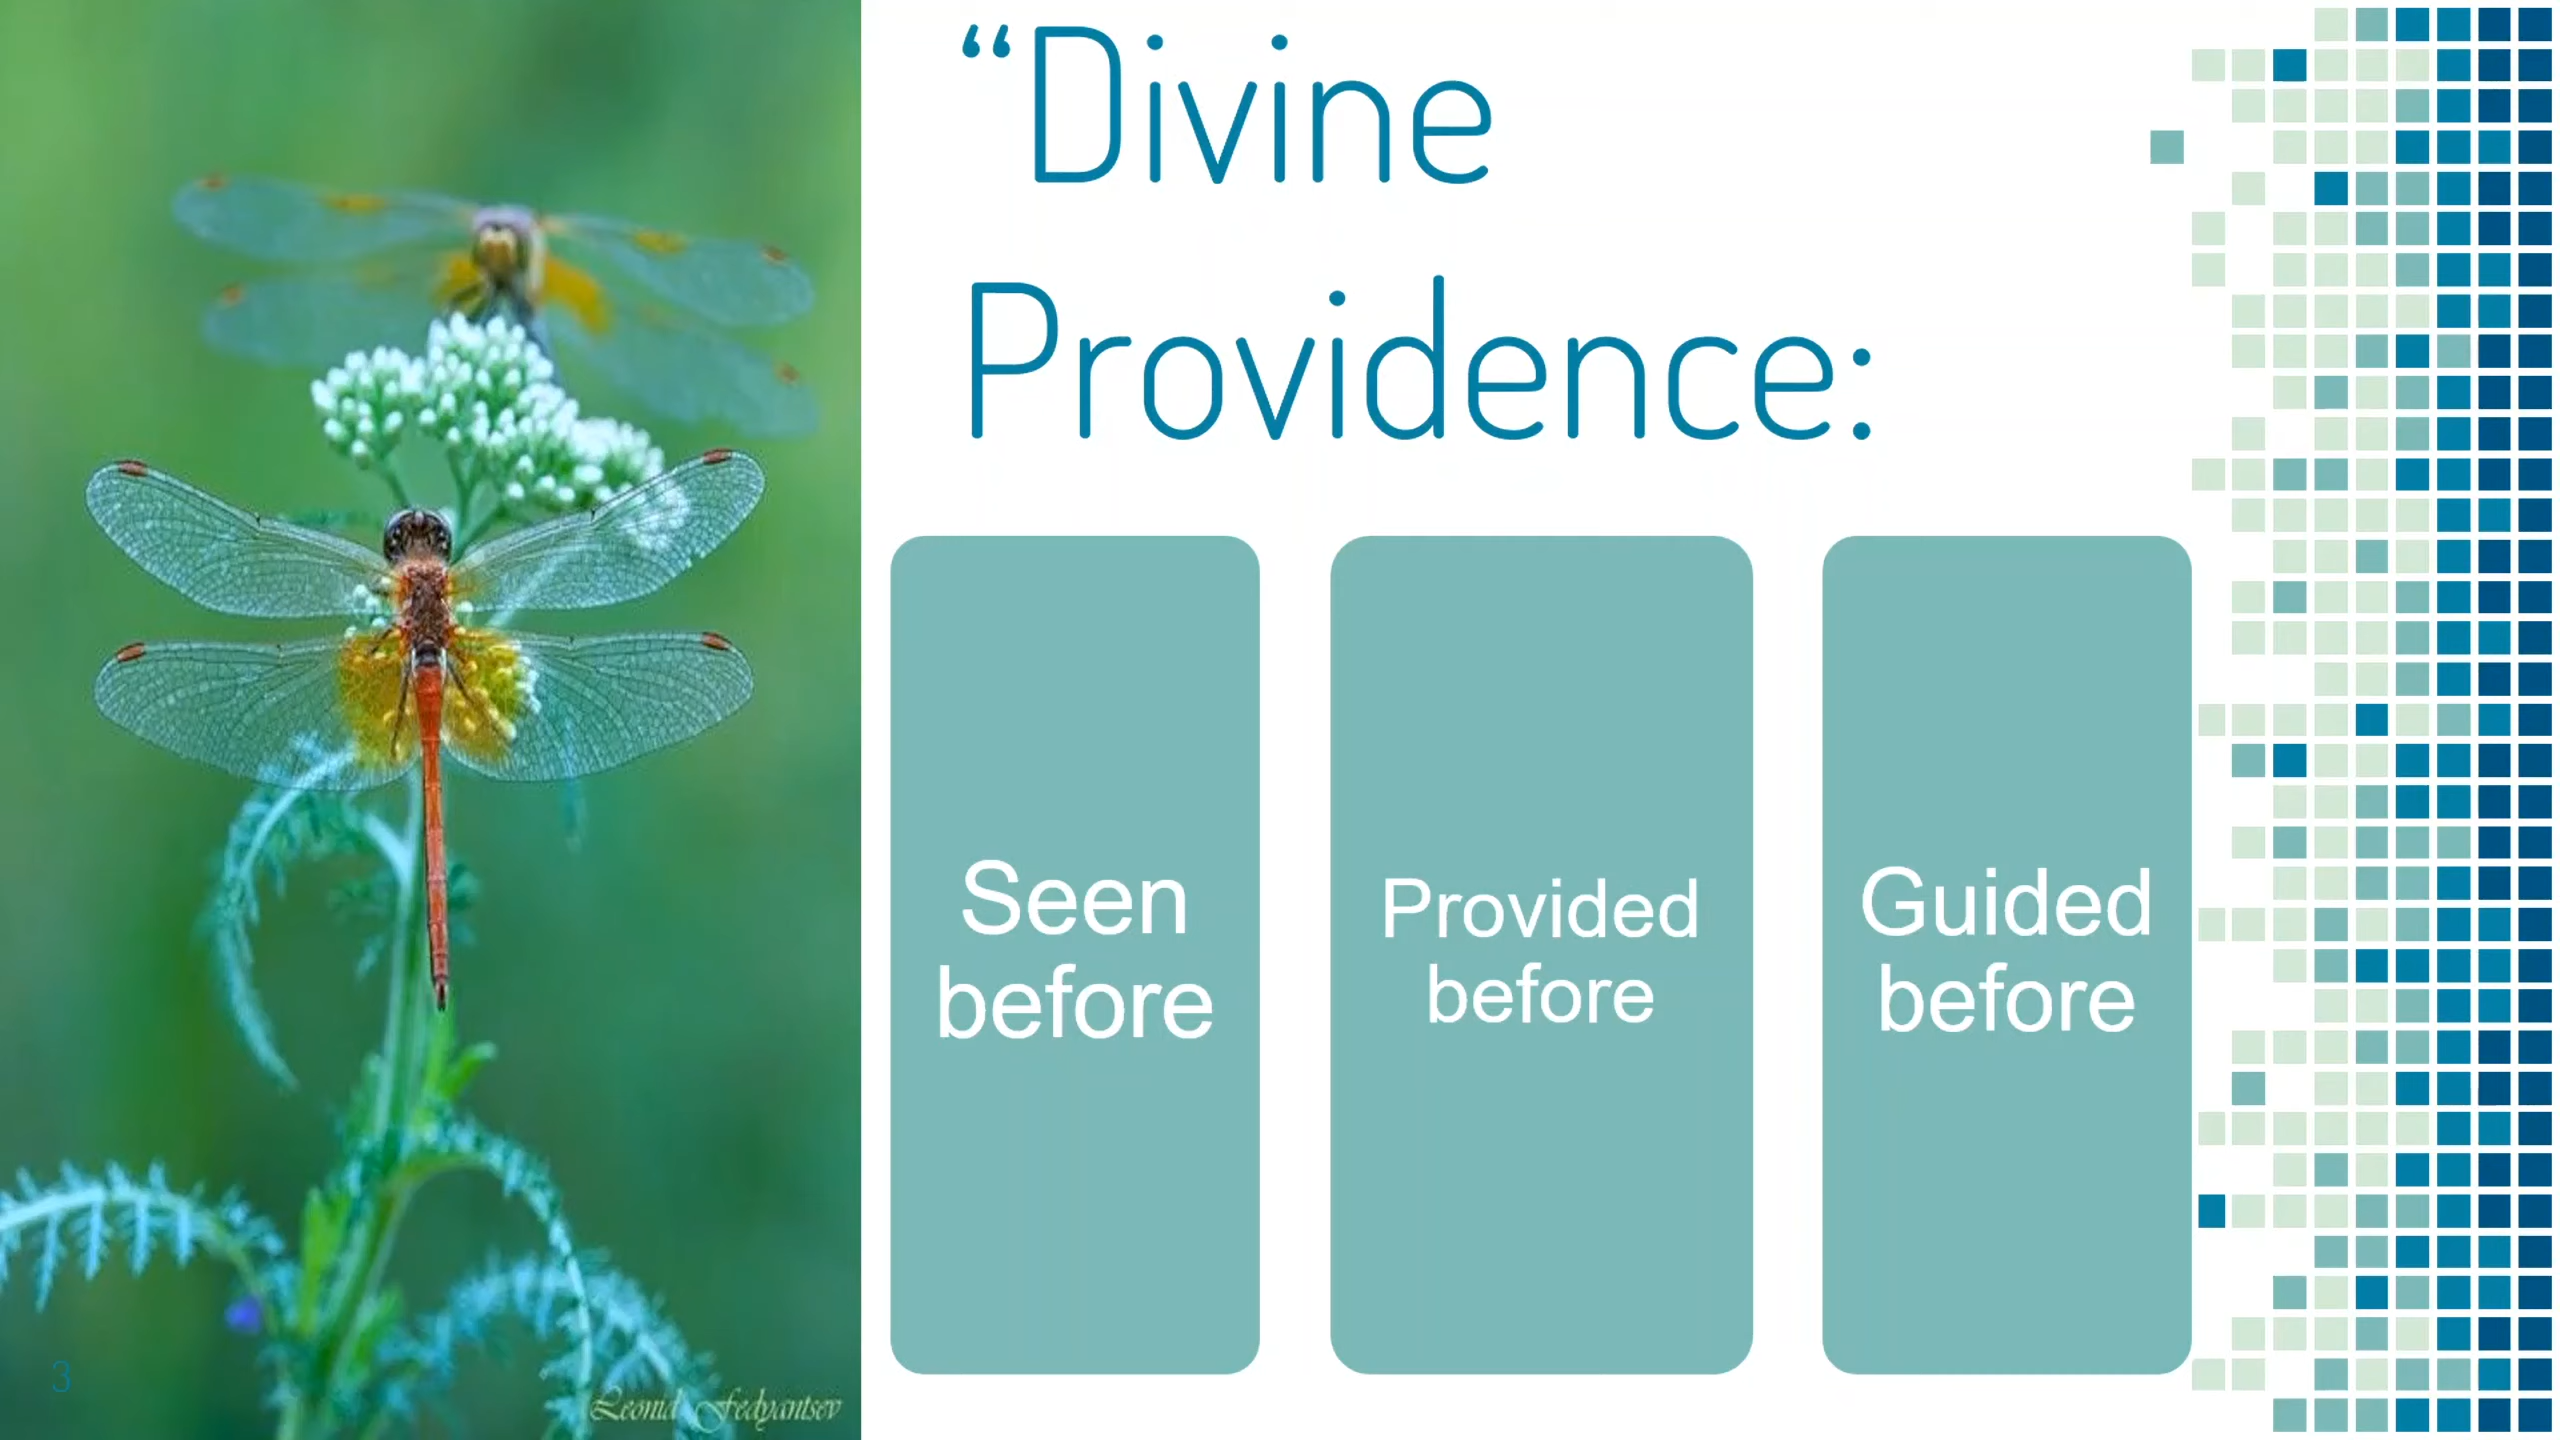 “Divine
Providence:
Seen
before
Provided
before
Guided
before
3
Leonid Fedyantsev